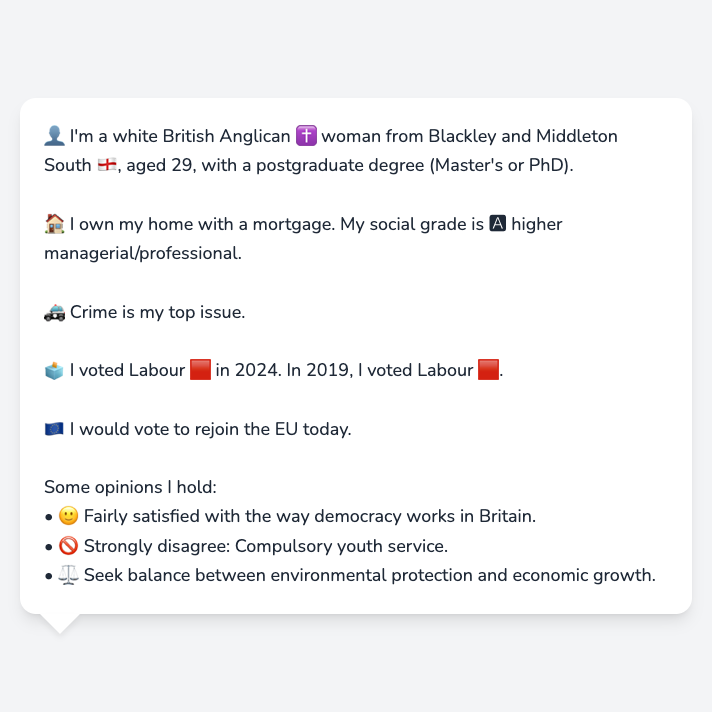 👤 I'm a white British Anglican ✝️ woman from Blackley and Middleton
South 🏴󠁧󠁢󠁥󠁮󠁧󠁿, aged 29, with a postgraduate degree (Master's or PhD).
🏠 I own my home with a mortgage. My social grade is 🅰 higher
managerial/professional.
🚓 Crime is my top issue.
🗳️ I voted Labour 🟥 in 2024. In 2019, I voted Labour 🟥.
🇪🇺 I would vote to rejoin the EU today.
Some opinions I hold:
• 🙂 Fairly satisfied with the way democracy works in Britain.
• 🚫 Strongly disagree: Compulsory youth service.
• ⚖️ Seek balance between environmental protection and economic growth.